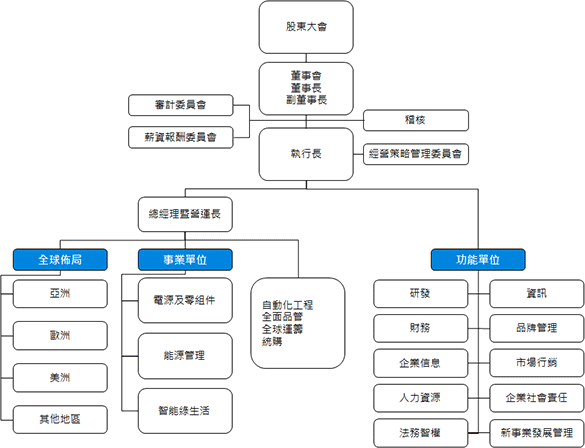 股東大會
董事會
董事長
副董事長
審計委員會
稽核
薪資報酬委員會
執行長
經營策略管理委員會
總經理暨營運長
全球佈局
事業單位
功能單位
亞洲
歐洲
美洲
其他地區
電源及零組件
能源管理
智能綠生活
自動化工程
全面品管
全球運籌
統購
研發
資訊
財務
品牌管理
企業信息
市場行銷
人力資源
企業社會責任
法務智權
新事業發展管理